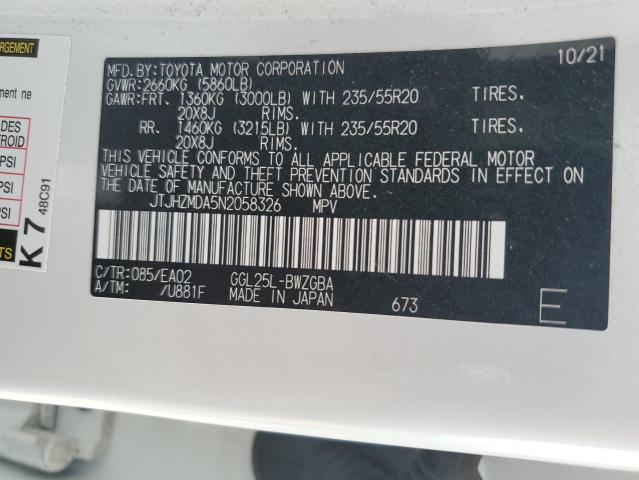 10/21
MFD.BY:TOYOTA MOTOR CORPORATION
GVWR:2660KG (5860LB)
GAWR:FRT. 1360KG (3000LB) WITH 235/55R20 TIRES,
20X8J RIMS.
RR. 1460KG (3215LB) WITH 235/55R20 TIRES,
20X8J RIMS.
THIS VEHICLE CONFORMS TO ALL APPLICABLE FEDERAL MOTOR
VEHICLE SAFETY AND THEFT PREVENTION STANDARDS IN EFFECT ON
THE DATE OF MANUFACTURE SHOWN ABOVE.
JTJHZMDA5N2058326 MPV
C/TR:085/EA02 GGL25L-BWZGBA
A/TM: /U881F MADE IN JAPAN 673 E
ment ne
PSI
PSI
K 7 48C91